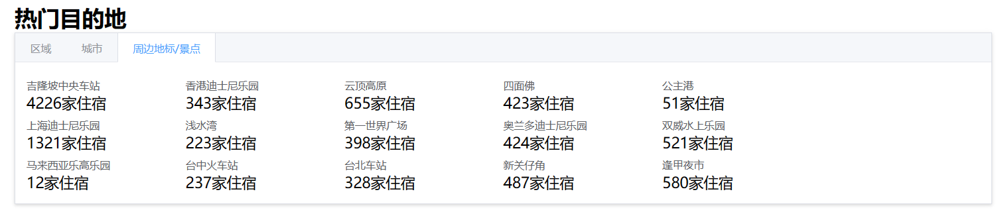 热门目的地
区域 城市 周边地标/景点
吉隆坡中央车站 香港迪士尼乐园 云顶高原 四面佛 公主港
4226家住宿 343家住宿 655家住宿 423家住宿 51家住宿
上海迪士尼乐园 浅水湾 第一世界广场 奥兰多迪士尼乐园 双威水上乐园
1321家住宿 223家住宿 398家住宿 424家住宿 521家住宿
马来西亚乐高乐园 台中火车站 台北车站 新关仔角 逢甲夜市
12家住宿 237家住宿 328家住宿 487家住宿 580家住宿